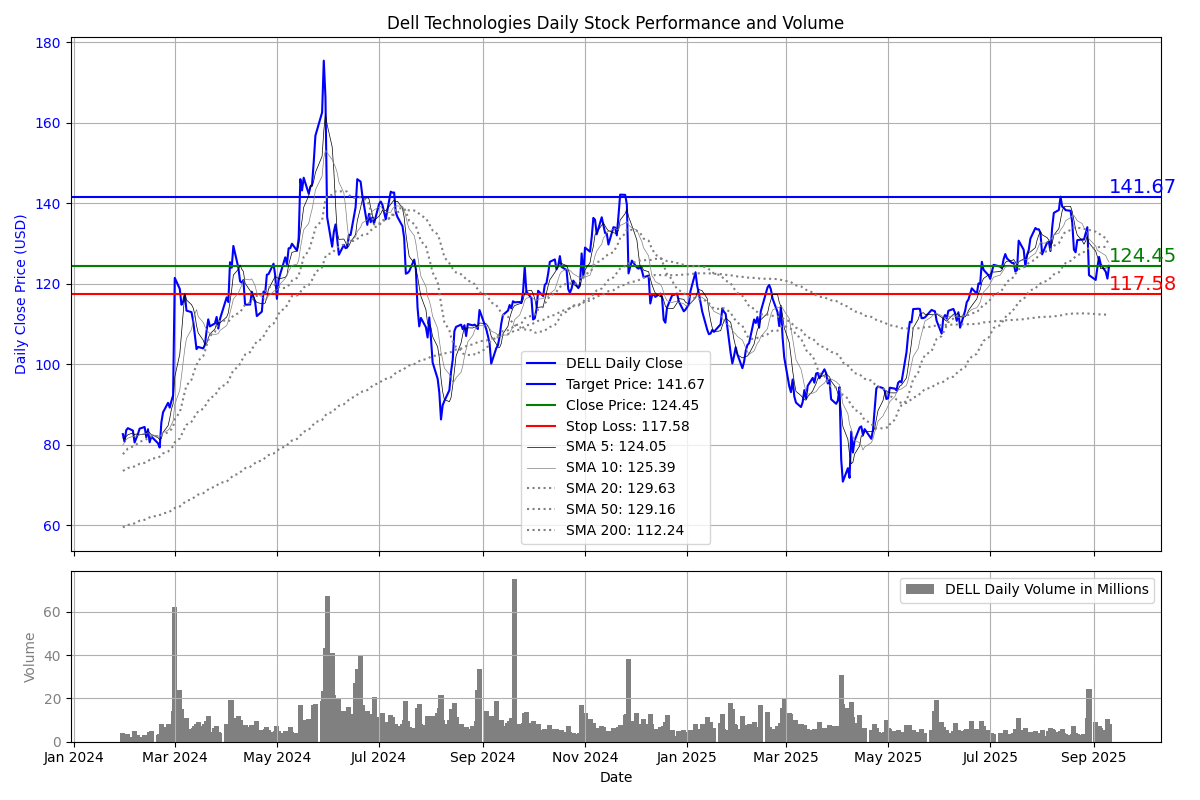 Dell Technologies Daily Stock Performance and Volume
Daily Close Price (USD)
180
160
140
120
100
80
60
141.67
124.45
117.58
DELL Daily Close
Target Price: 141.67
Close Price: 124.45
Stop Loss: 117.58
SMA 5: 124.05
SMA 10: 125.39
SMA 20: 129.63
SMA 50: 129.16
SMA 200: 112.24
Volume
60
40
20
0
DELL Daily Volume in Millions
Jan 2024 Mar 2024 May 2024 Jul 2024 Sep 2024 Nov 2024 Jan 2025 Mar 2025 May 2025 Jul 2025 Sep 2025
Date